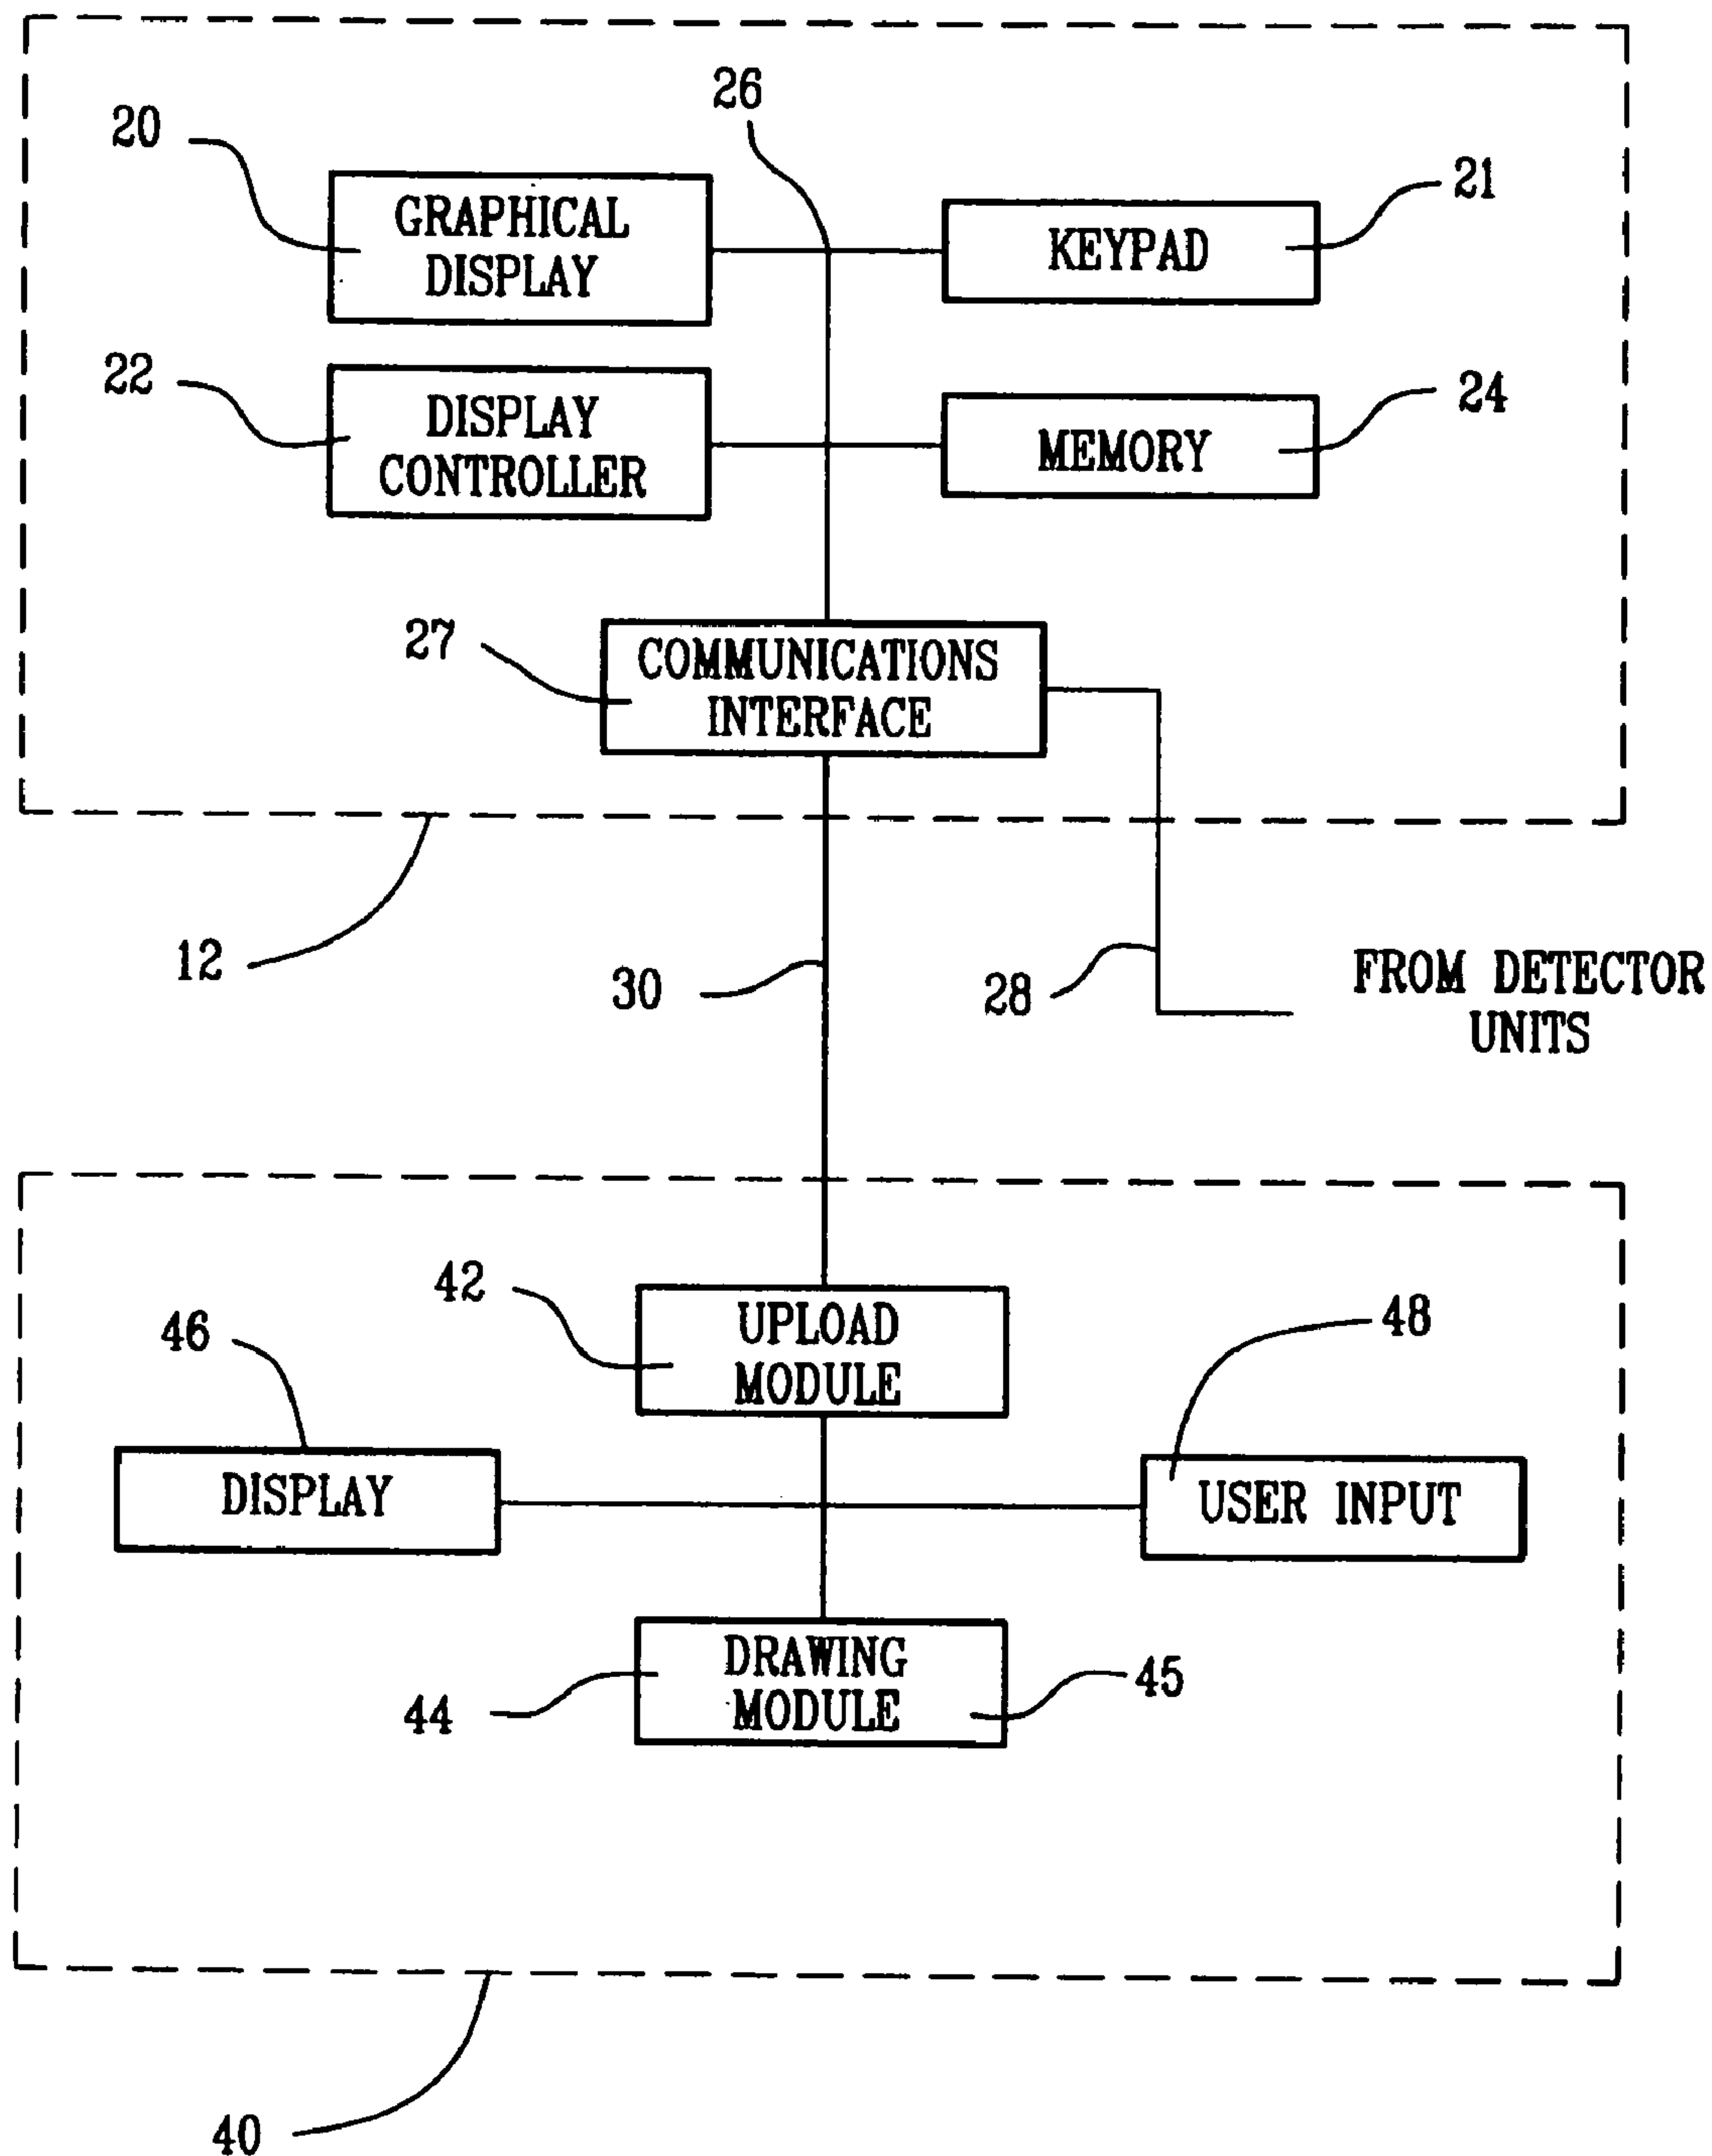 26
20
21
GRAPHICAL
DISPLAY
KEYPAD
22
24
DISPLAY
CONTROLLER
MEMORY
27
COMMUNICATIONS
INTERFACE
12
30
28
FROM DETECTOR
UNITS
42
46
48
UPLOAD
MODULE
DISPLAY
USER INPUT
DRAWING
MODULE
44
45
40